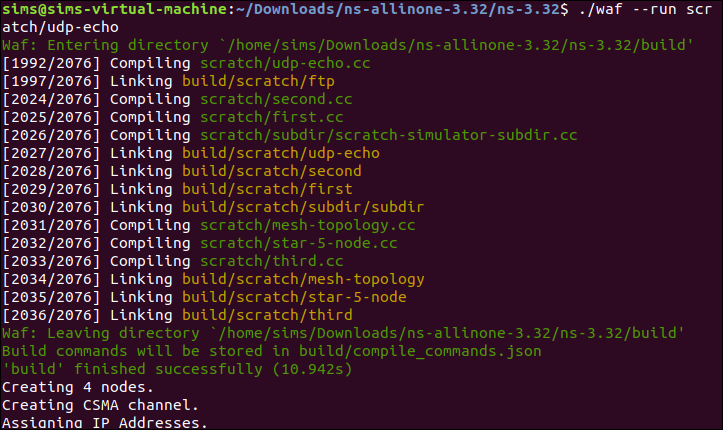 sims@sims-virtual-machine:~/Downloads/ns-allinone-3.32/ns-3.32$ ./waf --run scr
atch/udp-echo
Waf: Entering directory `/home/sims/Downloads/ns-allinone-3.32/ns-3.32/build'
[1992/2076] Compiling scratch/udp-echo.cc
[1997/2076] Linking build/scratch/ftp
[2024/2076] Compiling scratch/second.cc
[2025/2076] Compiling scratch/first.cc
[2026/2076] Compiling scratch/subdir/scratch-simulator-subdir.cc
[2027/2076] Linking build/scratch/udp-echo
[2028/2076] Linking build/scratch/second
[2029/2076] Linking build/scratch/first
[2030/2076] Linking build/scratch/subdir/subdir
[2031/2076] Compiling scratch/mesh-topology.cc
[2032/2076] Compiling scratch/star-5-node.cc
[2033/2076] Compiling scratch/third.cc
[2034/2076] Linking build/scratch/mesh-topology
[2035/2076] Linking build/scratch/star-5-node
[2036/2076] Linking build/scratch/third
Waf: Leaving directory `/home/sims/Downloads/ns-allinone-3.32/ns-3.32/build'
Build commands will be stored in build/compile_commands.json
'build' finished successfully (10.942s)
Creating 4 nodes.
Creating CSMA channel.
Assigning IP Addresses.